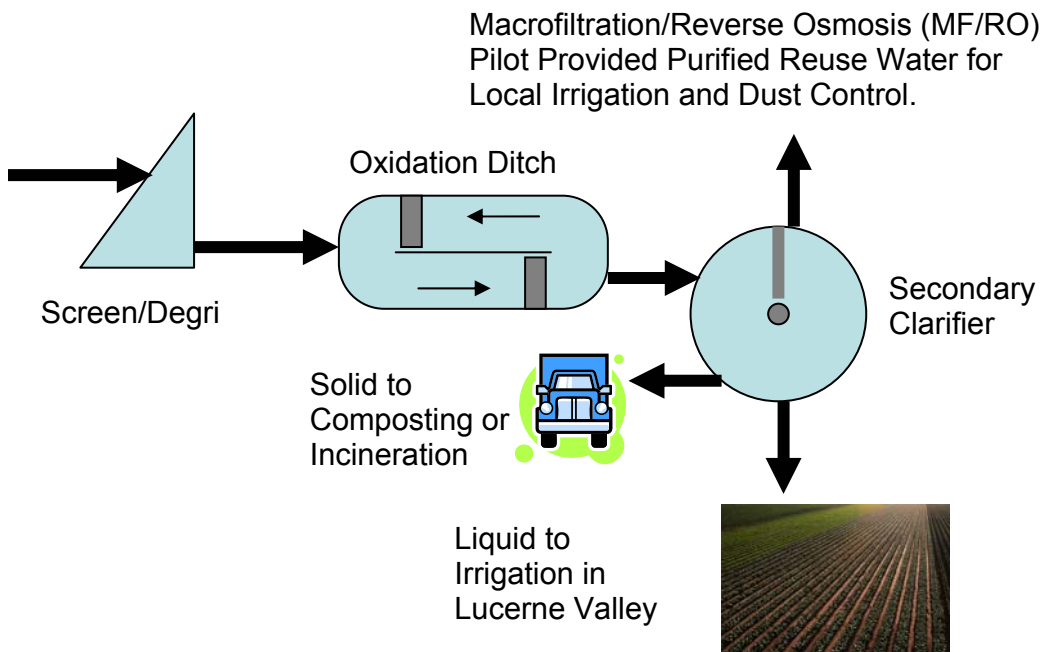 Macrofiltration/Reverse Osmosis (MF/RO)
Pilot Provided Purified Reuse Water for
Local Irrigation and Dust Control.
Oxidation Ditch
Screen/Degri
Secondary
Clarifier
Solid to
Composting or
Incineration
Liquid to
Irrigation in
Lucerne Valley